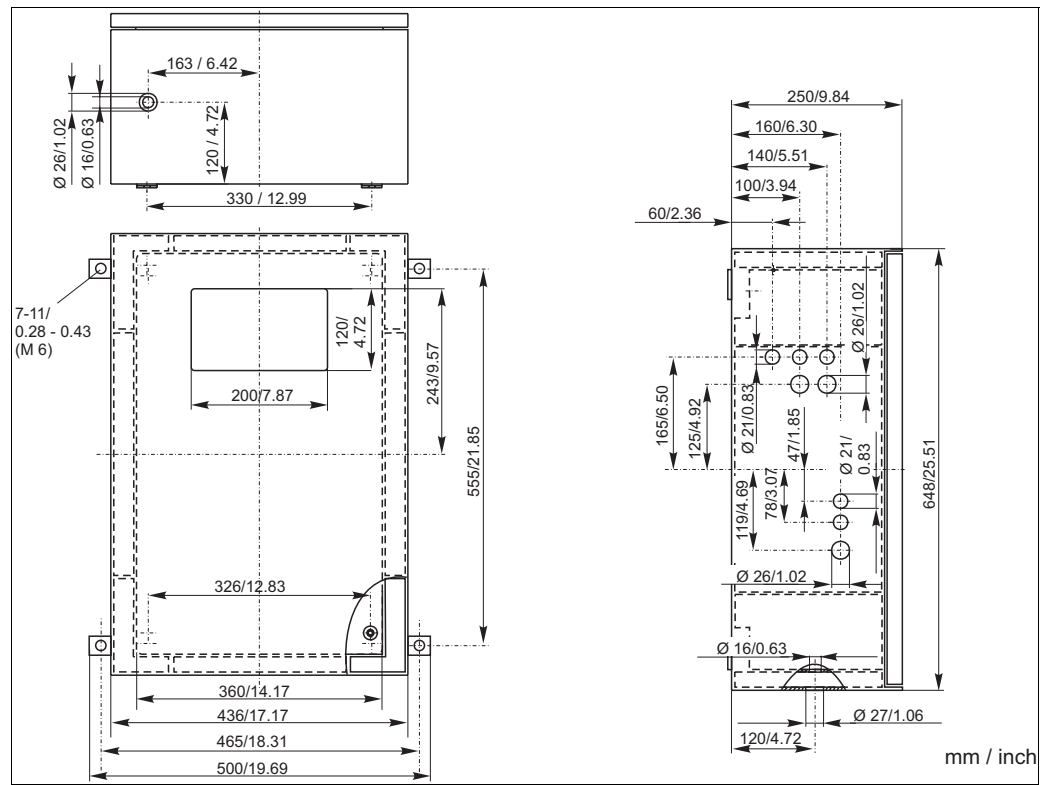 163 / 6.42
Ø 26/1.02
Ø 16/0.63
120 / 4.72
330 / 12.99
7-11/
0.28 - 0.43
(M 6)
120/
4.72
200/7.87
243/9.57
555/21.85
326/12.83
360/14.17
436/17.17
465/18.31
500/19.69
250/9.84
160/6.30
140/5.51
100/3.94
60/2.36
Ø 26/1.02
165/6.50
125/4.92
Ø 21/0.83
47/1.85
Ø 21/
0.83
119/4.69
78/3.07
648/25.51
Ø 26/1.02
Ø 16/0.63
Ø 27/1.06
120/4.72
mm / inch